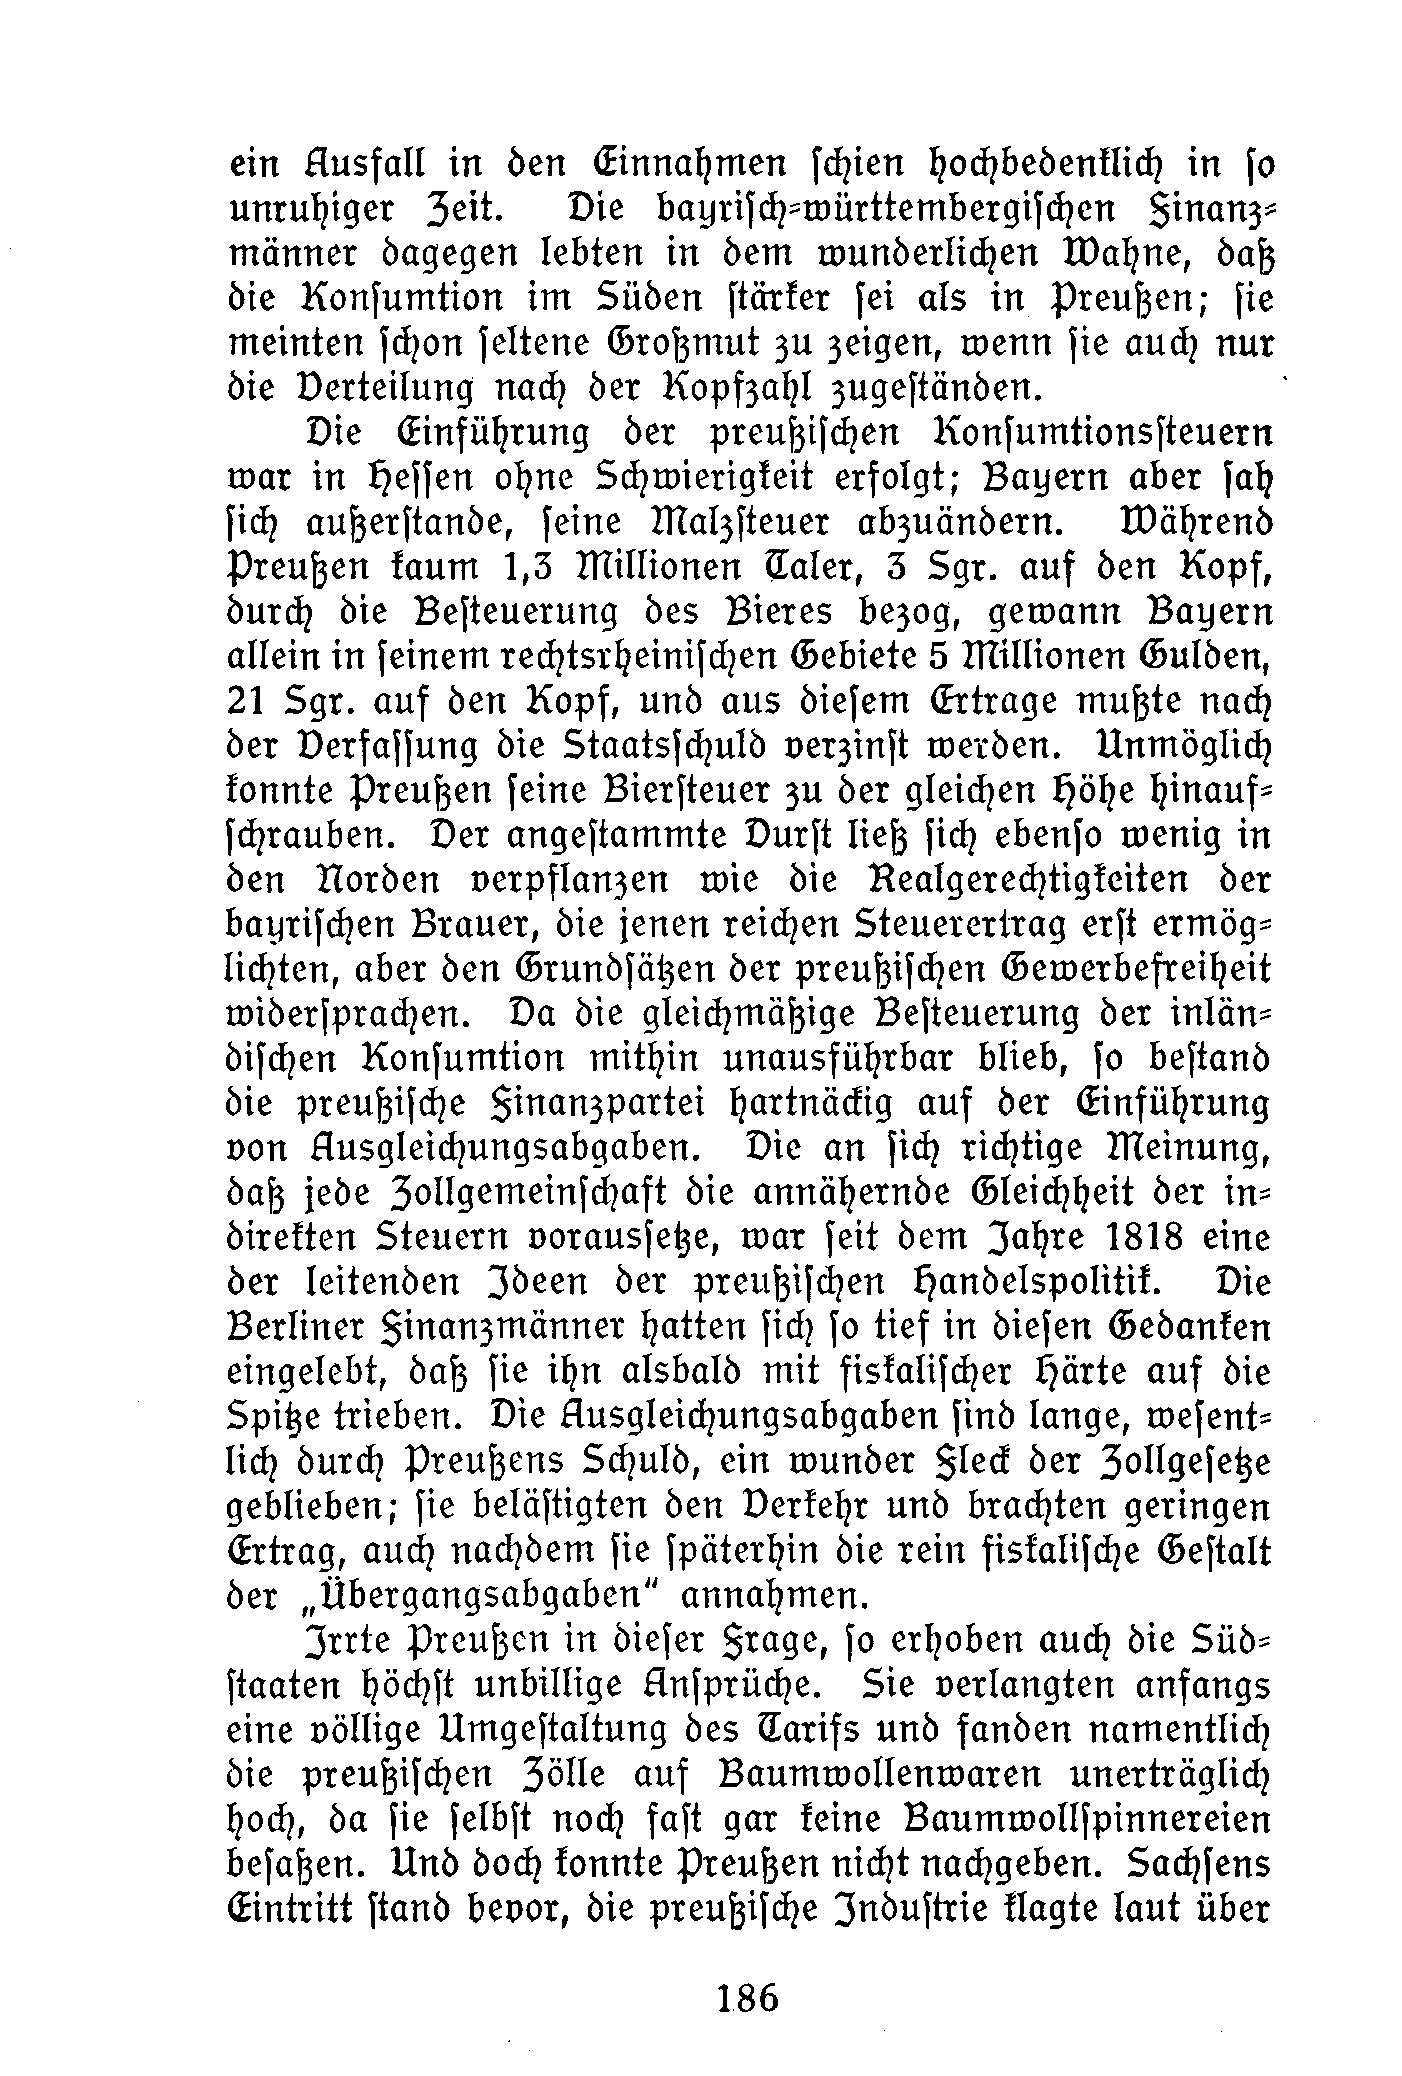 ein Ausfall in den Einnahmen ſchien hochbedenklich in ſo
unruhiger Zeit. Die bayriſch-württembergiſchen Finanz-
männer dagegen lebten in dem wunderlichen Wahne, daß
die Konſumtion im Süden ſtärker ſei als in Preußen; ſie
meinten ſchon ſeltene Großmut zu zeigen, wenn ſie auch nur
die Verteilung nach der Kopfzahl zugeſtänden.
Die Einführung der preußiſchen Konſumtionsſteuern
war in Heſſen ohne Schwierigkeit erfolgt; Bayern aber ſah
ſich außerſtande, ſeine Malzſteuer abzuändern. Während
Preußen kaum 1,3 Millionen Taler, 3 Sgr. auf den Kopf,
durch die Beſteuerung des Bieres bezog, gewann Bayern
allein in ſeinem rechtsrheiniſchen Gebiete 5 Millionen Gulden,
21 Sgr. auf den Kopf, und aus dieſem Ertrage mußte nach
der Verfaſſung die Staatsſchuld verzinſt werden. Unmöglich
konnte Preußen ſeine Bierſteuer zu der gleichen Höhe hinauf-
ſchrauben. Der angeſtammte Durſt ließ ſich ebenſo wenig in
den Norden verpflanzen wie die Realgerechtigkeiten der
bayriſchen Brauer, die jenen reichen Steuerertrag erſt ermög-
lichten, aber den Grundſätzen der preußiſchen Gewerbefreiheit
widerſprachen. Da die gleichmäßige Beſteuerung der inlän-
diſchen Konſumtion mithin unausführbar blieb, ſo beſtand
die preußiſche Finanzpartei hartnäckig auf der Einführung
von Ausgleichungsabgaben. Die an ſich richtige Meinung,
daß jede Zollgemeinſchaft die annähernde Gleichheit der in-
direkten Steuern vorausſetze, war ſeit dem Jahre 1818 eine
der leitenden Ideen der preußiſchen Handelspolitik. Die
Berliner Finanzmänner hatten ſich ſo tief in dieſen Gedanken
eingelebt, daß ſie ihn alsbald mit fiskaliſcher Härte auf die
Spitze trieben. Die Ausgleichungsabgaben ſind lange, weſent-
lich durch Preußens Schuld, ein wunder Fleck der Zollgeſetze
geblieben; ſie beläſtigten den Verkehr und brachten geringen
Ertrag, auch nachdem ſie ſpäterhin die rein fiskaliſche Geſtalt
der „Übergangsabgaben“ annahmen.
Irrte Preußen in dieſer Frage, ſo erhoben auch die Süd-
ſtaaten höchſt unbillige Anſprüche. Sie verlangten anfangs
eine völlige Umgeſtaltung des Tarifs und fanden namentlich
die preußiſchen Zölle auf Baumwollenwaren unerträglich
hoch, da ſie ſelbſt noch faſt gar keine Baumwollſpinnereien
beſaßen. Und doch konnte Preußen nicht nachgeben. Sachſens
Eintritt ſtand bevor, die preußiſche Induſtrie klagte laut über
186